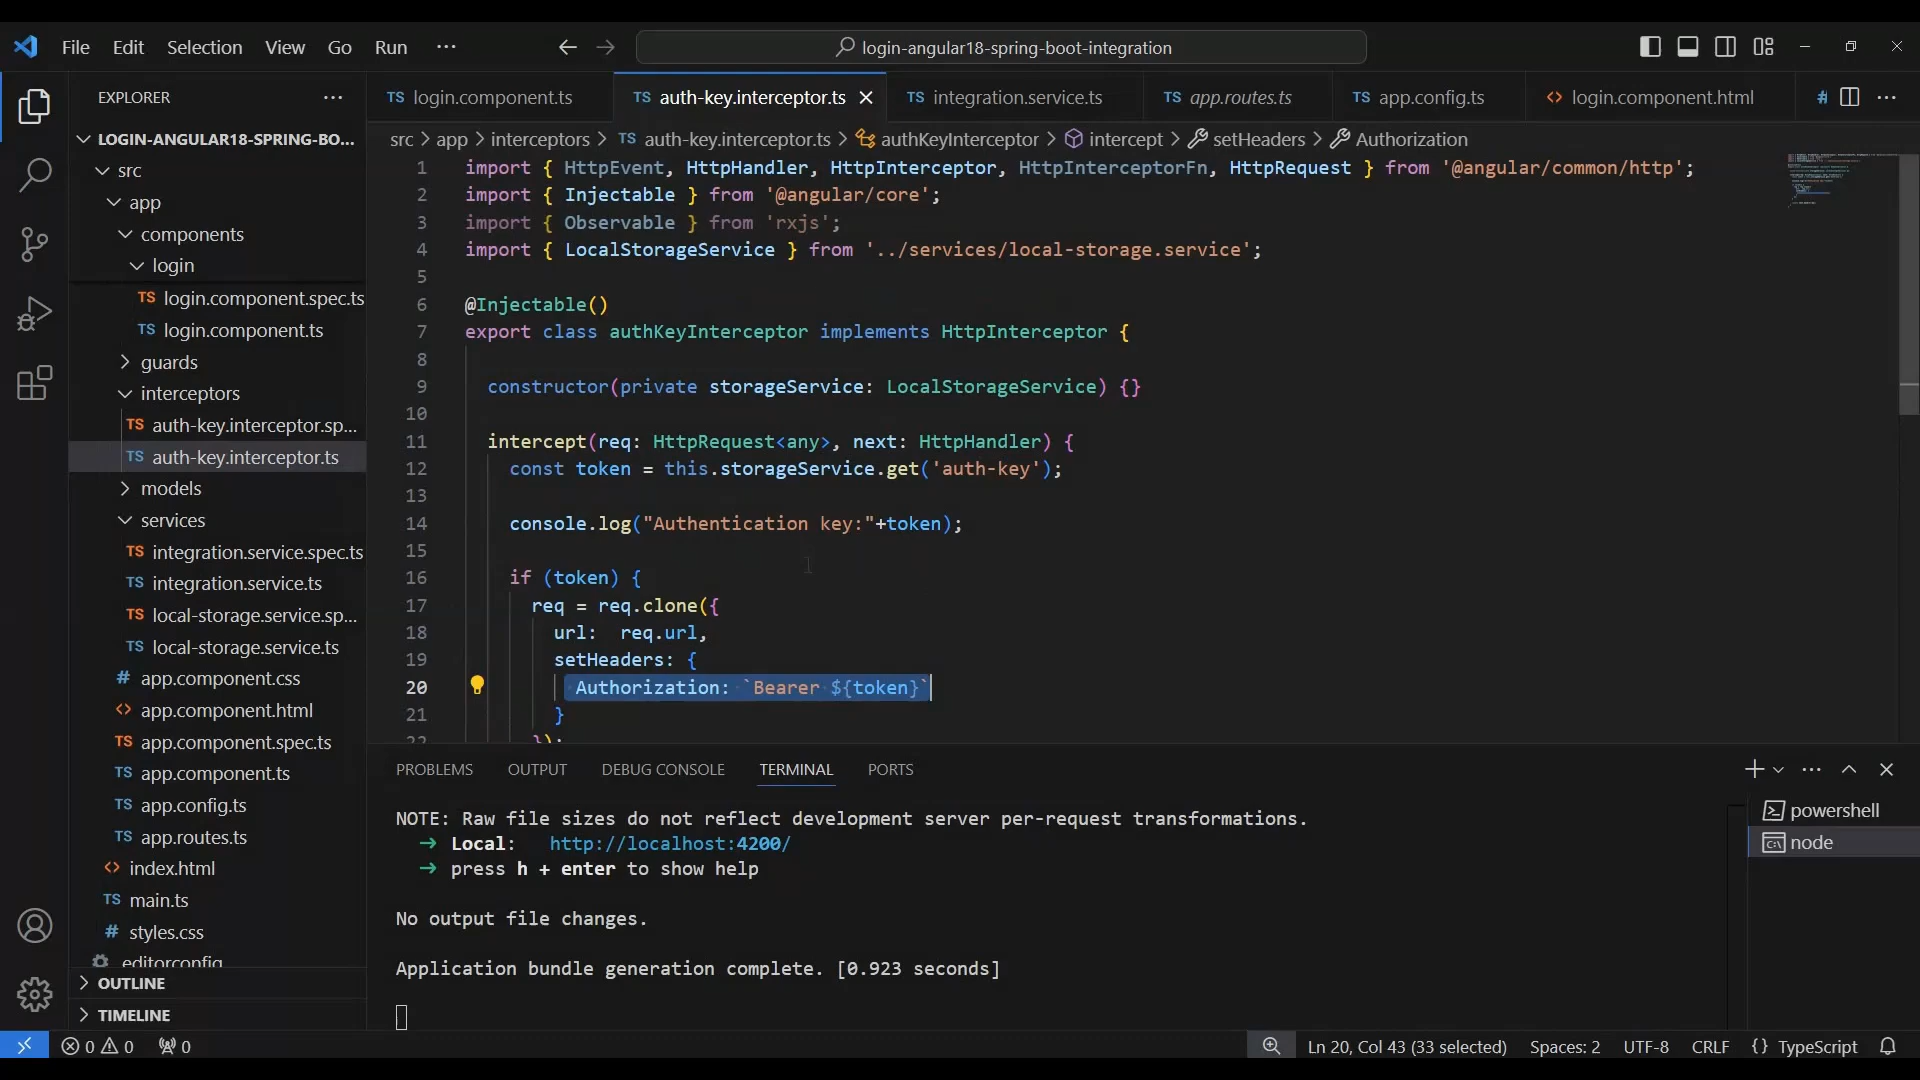 File Edit Selection View Go Run ··· login-angular18-spring-boot-integration
EXPLORER ···
LOGIN-ANGULAR18-SPRING-BO...
src
app
components
login
TS login.component.spec.ts
TS login.component.ts
guards
interceptors
TS auth-key.interceptor.sp...
TS auth-key.interceptor.ts
models
services
TS integration.service.spec.ts
TS integration.service.ts
TS local-storage.service.sp...
TS local-storage.service.ts
# app.component.css
<> app.component.html
TS app.component.spec.ts
TS app.component.ts
TS app.config.ts
TS app.routes.ts
<> index.html
TS main.ts
# styles.css
editorconfig
OUTLINE
TIMELINE
TS login.component.ts TS auth-key.interceptor.ts TS integration.service.ts TS app.routes.ts TS app.config.ts <> login.component.html # ···
src > app > interceptors > TS auth-key.interceptor.ts > authKeyInterceptor > intercept > setHeaders > Authorization
1 import { HttpEvent, HttpHandler, HttpInterceptor, HttpInterceptorFn, HttpRequest } from '@angular/common/http';
2 import { Injectable } from '@angular/core';
3 import { Observable } from 'rxjs';
4 import { LocalStorageService } from '../services/local-storage.service';
5
6 @Injectable()
7 export class authKeyInterceptor implements HttpInterceptor {
8
9 constructor(private storageService: LocalStorageService) {}
10
11 intercept(req: HttpRequest<any>, next: HttpHandler) {
12 const token = this.storageService.get('auth-key');
13
14 console.log("Authentication key:"+token);
15
16 if (token) {
17 req = req.clone({
18 url: req.url,
19 setHeaders: {
20 Authorization: `Bearer ${token}`
21 }
22 });
PROBLEMS OUTPUT DEBUG CONSOLE TERMINAL PORTS
NOTE: Raw file sizes do not reflect development server per-request transformations.
➜ Local: http://localhost:4200/
➜ press h + enter to show help
No output file changes.
Application bundle generation complete. [0.923 seconds]
powershell
node
0 0 0 Ln 20, Col 43 (33 selected) Spaces: 2 UTF-8 CRLF {} TypeScript